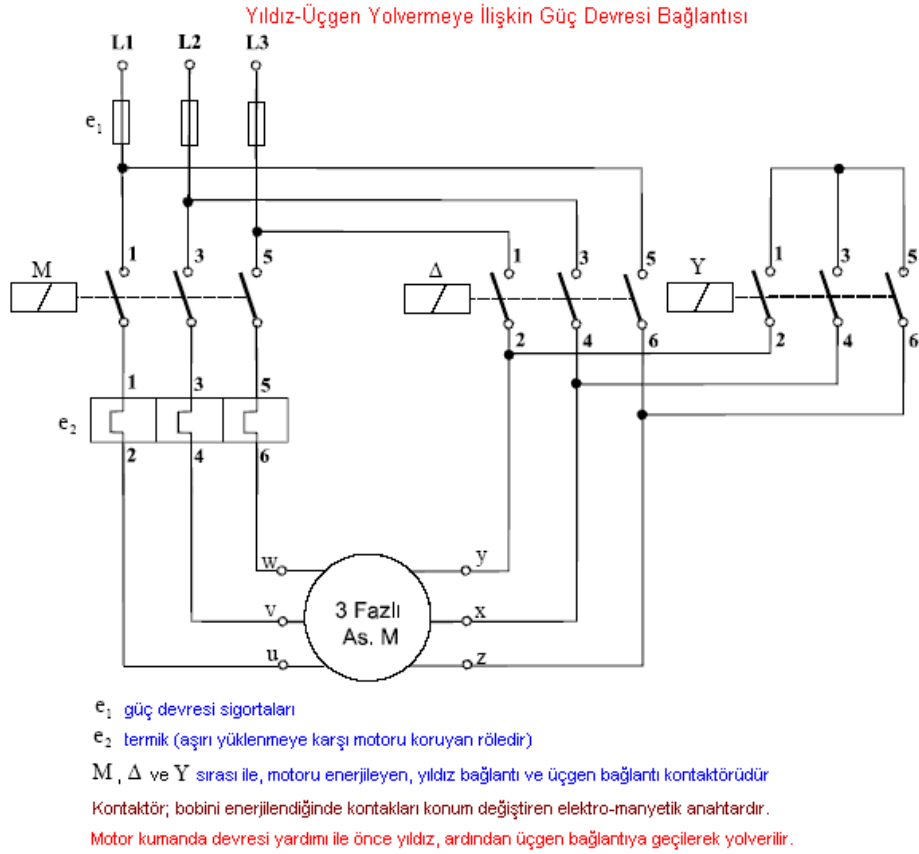 Yıldız-Üçgen Yolvermeye İlişkin Güç Devresi Bağlantısı
L1 L2 L3
e₁
1 3 5 1 3 5 1 3 5
M Δ Y
2 4 6 2 4 6
1 3 5
e₂
2 4 6
w y
v 3 Fazlı x
As. M
u z
e₁ güç devresi sigortaları
e₂ termik (aşırı yüklenmeye karşı motoru koruyan röledir)
M , Δ ve Y sırası ile, motoru enerjileyen, yıldız bağlantı ve üçgen bağlantı kontaktörüdür
Kontaktör; bobini enerjilendiğinde kontakları konum değiştiren elektro-manyetik anahtardır.
Motor kumanda devresi yardımı ile önce yıldız, ardından üçgen bağlantıya geçilerek yolverilir.